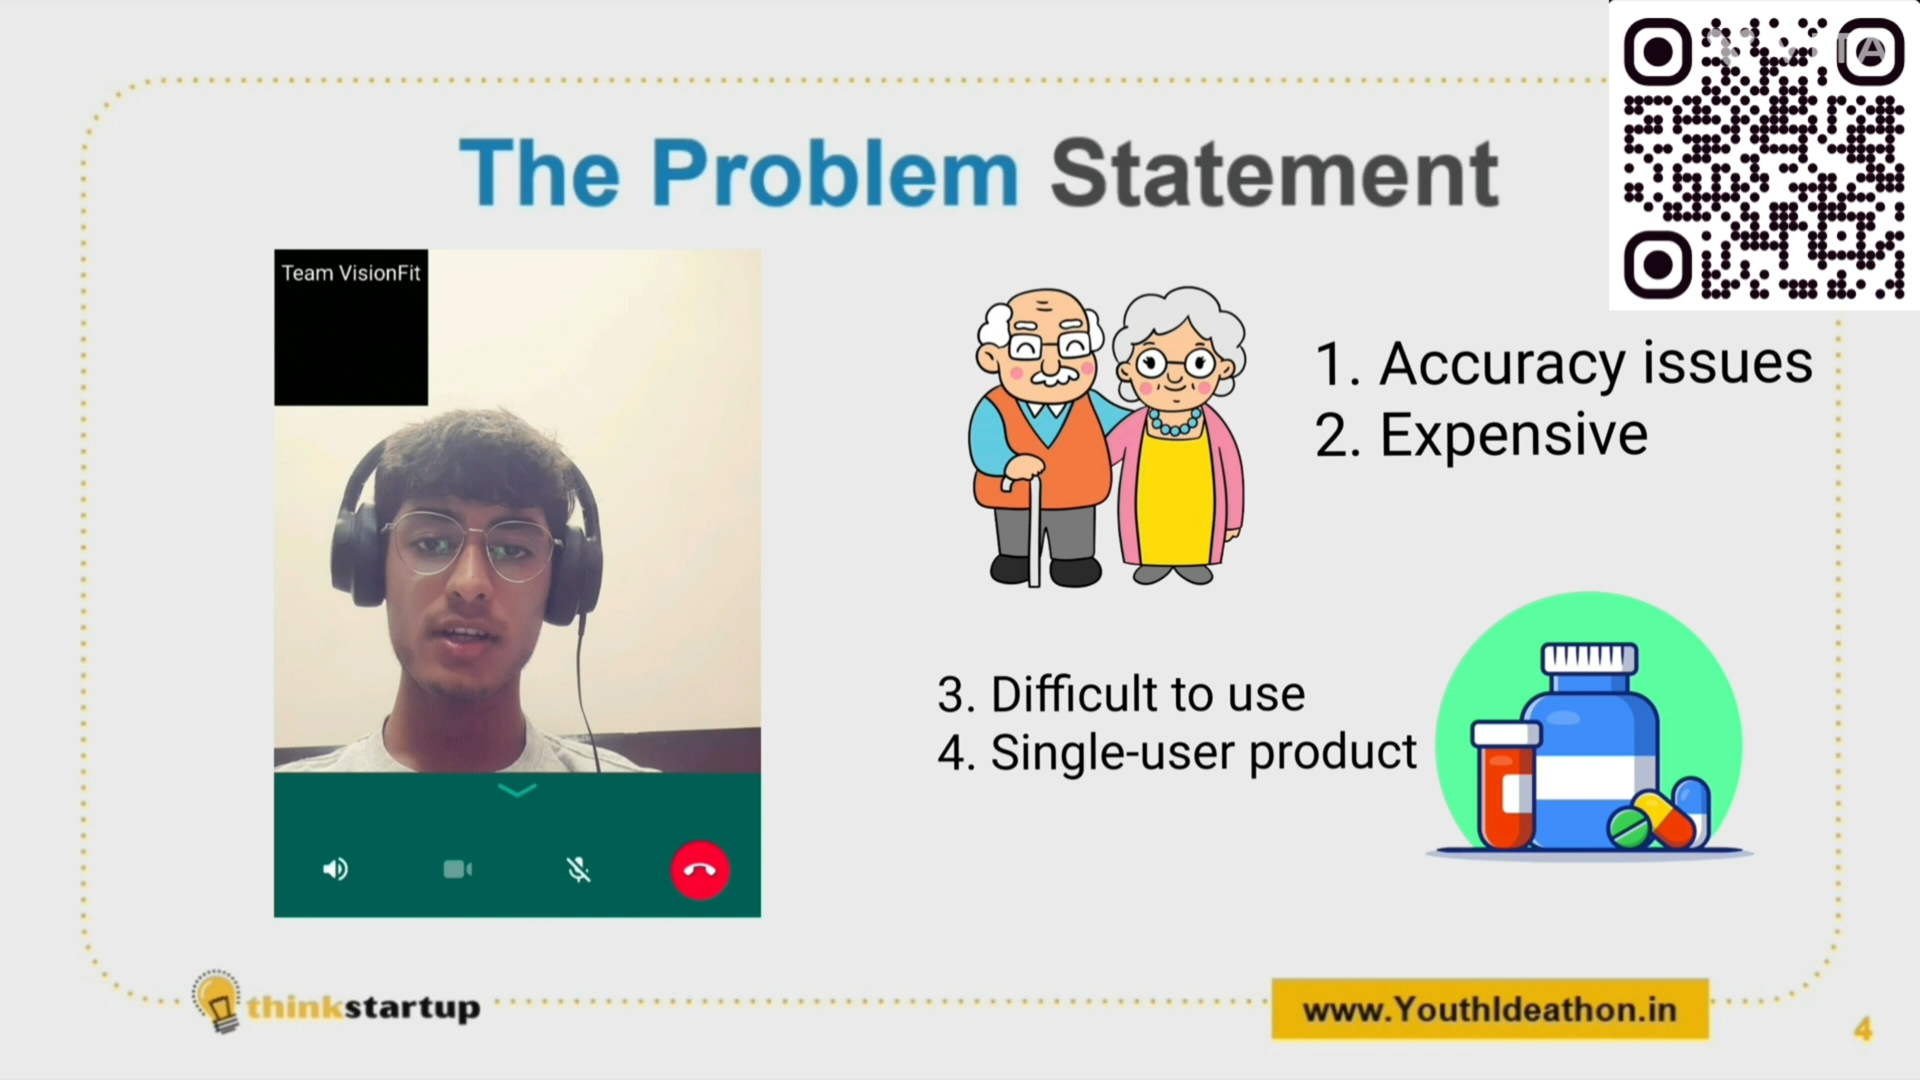 The Problem Statement
Team VisionFit
1. Accuracy issues
2. Expensive
3. Difficult to use
4. Single-user product
thinkstartup
www.YouthIdeathon.in
4